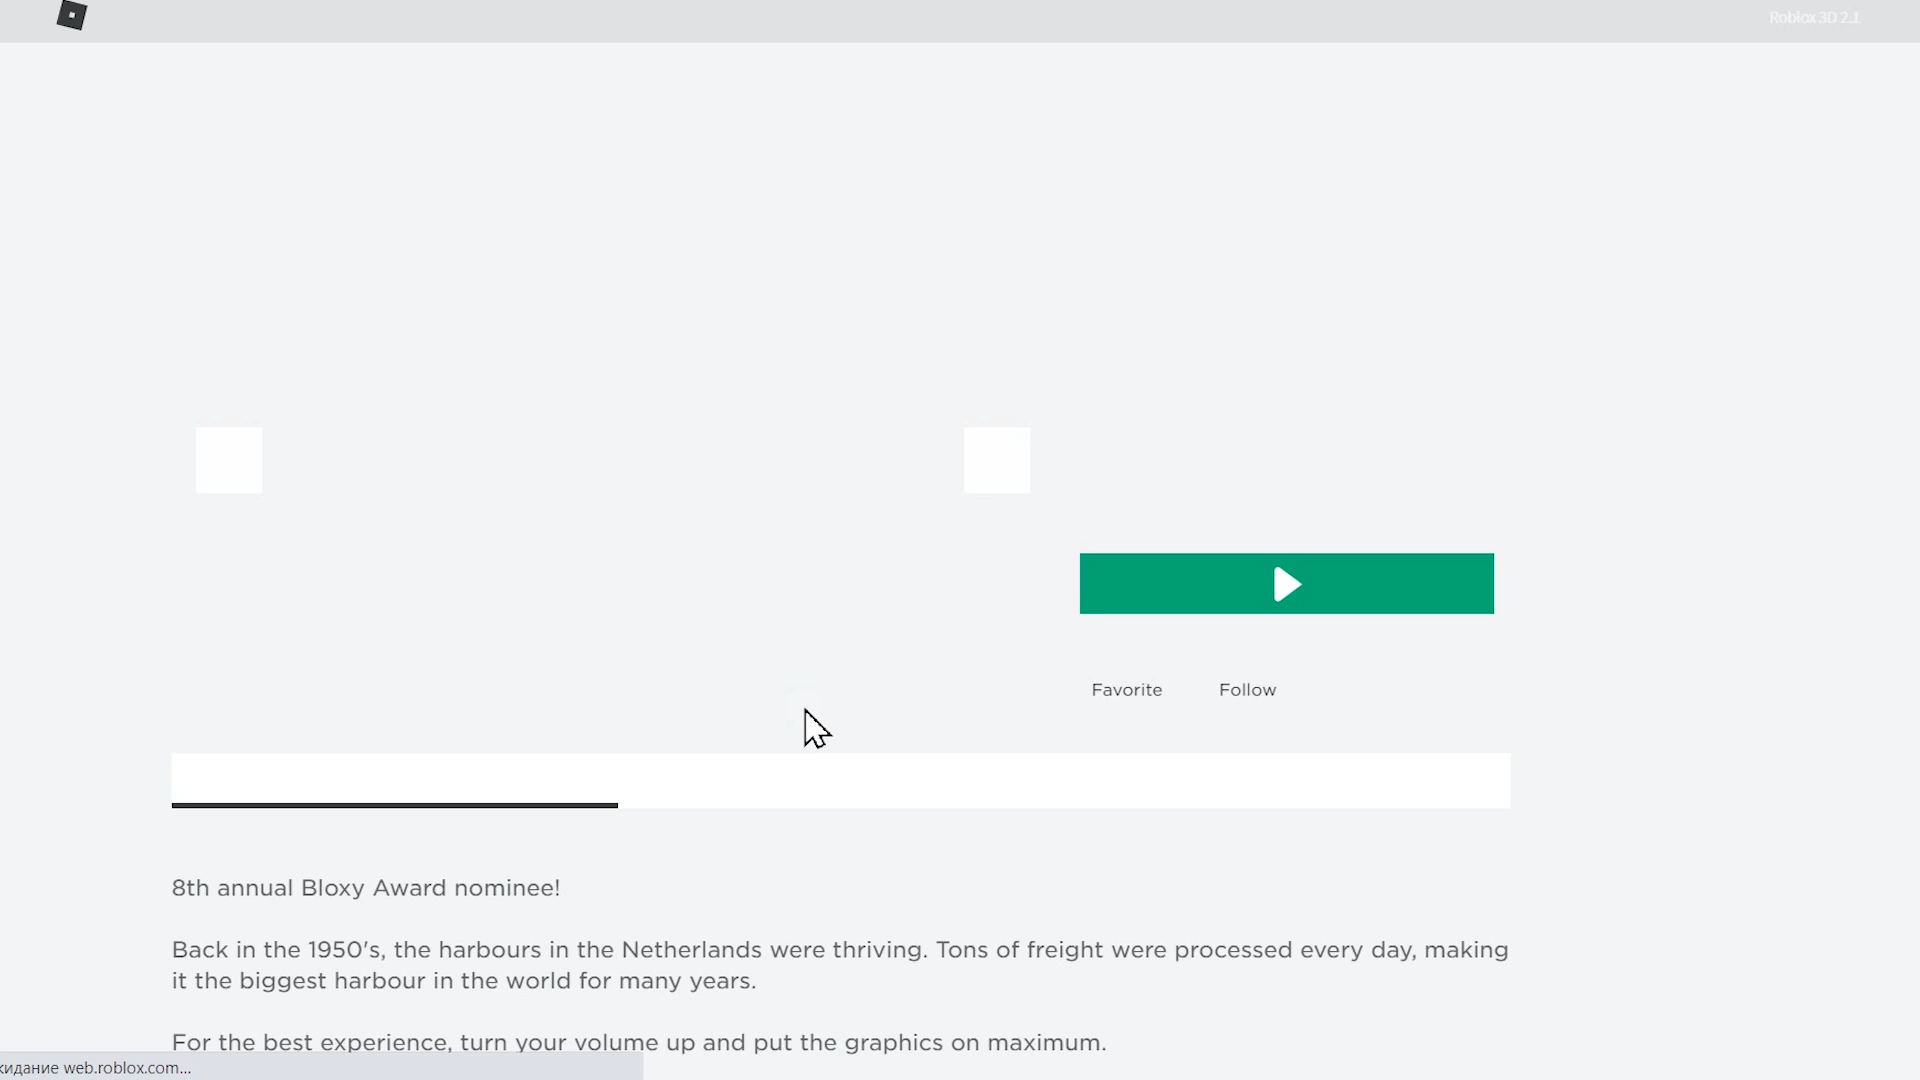 Roblox 3D 2.1
Favorite Follow
8th annual Bloxy Award nominee!
Back in the 1950's, the harbours in the Netherlands were thriving. Tons of freight were processed every day, making
it the biggest harbour in the world for many years.
For the best experience, turn your volume up and put the graphics on maximum.
кидание web.roblox.com...